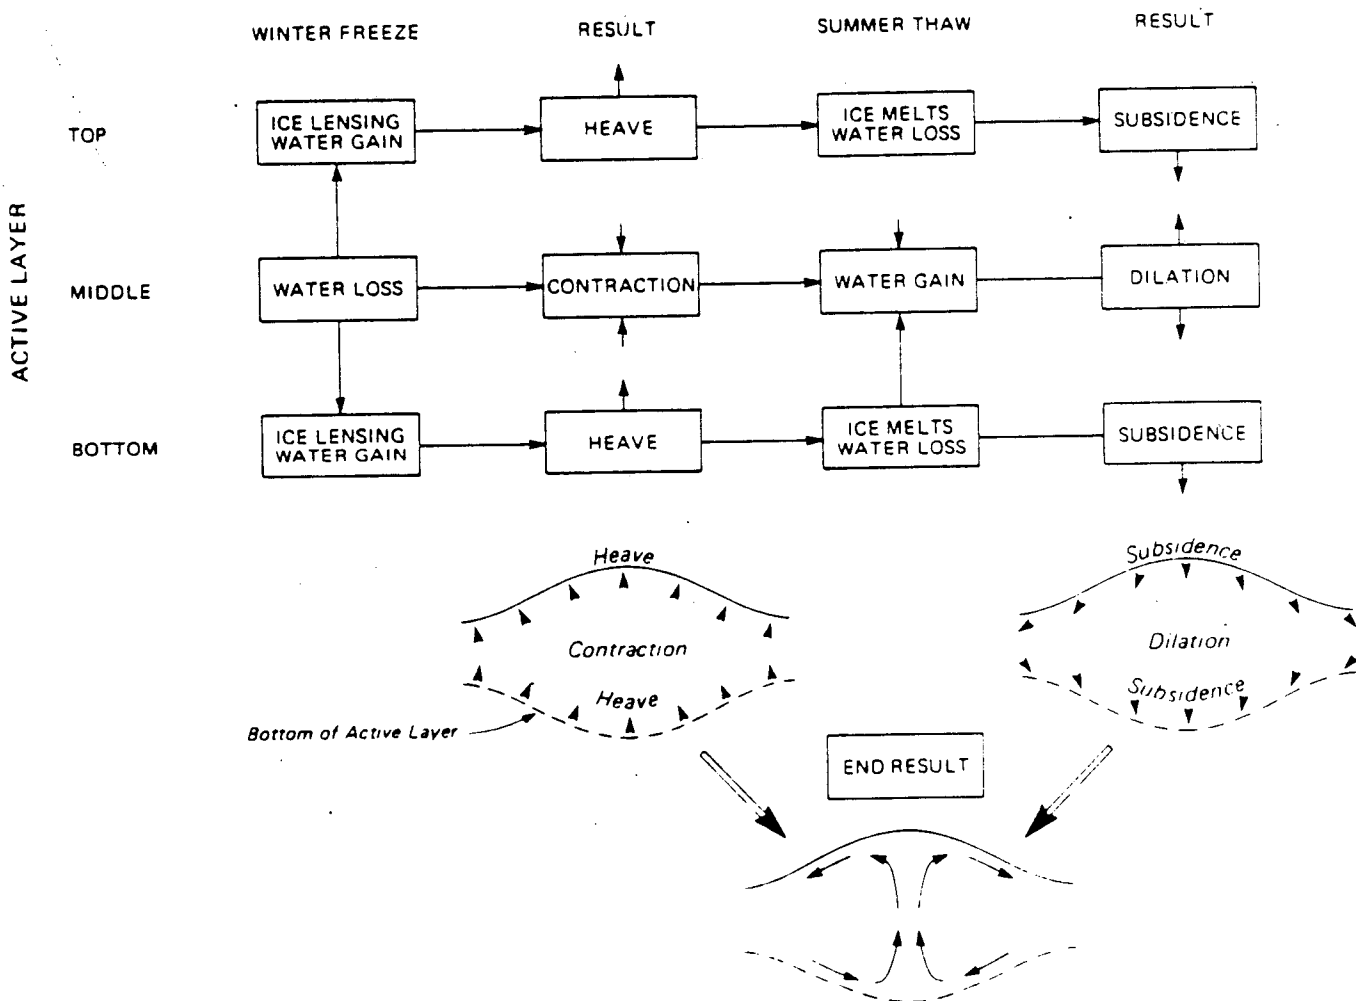 WINTER FREEZE
RESULT
SUMMER THAW
RESULT
ACTIVE LAYER
TOP
ICE LENSING
WATER GAIN
HEAVE
ICE MELTS
WATER LOSS
SUBSIDENCE
MIDDLE
WATER LOSS
CONTRACTION
WATER GAIN
DILATION
BOTTOM
ICE LENSING
WATER GAIN
HEAVE
ICE MELTS
WATER LOSS
SUBSIDENCE
Heave
Contraction
Heave
Bottom of Active Layer
Subsidence
Dilation
Subsidence
END RESULT